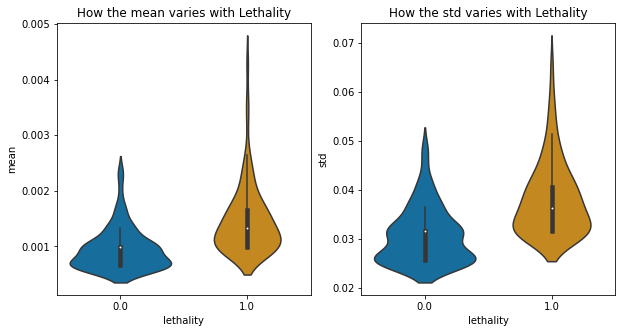 How the mean varies with Lethality
mean
0.005
0.004
0.003
0.002
0.001
0.0
1.0
lethality
How the std varies with Lethality
std
0.07
0.06
0.05
0.04
0.03
0.02
0.0
1.0
lethality